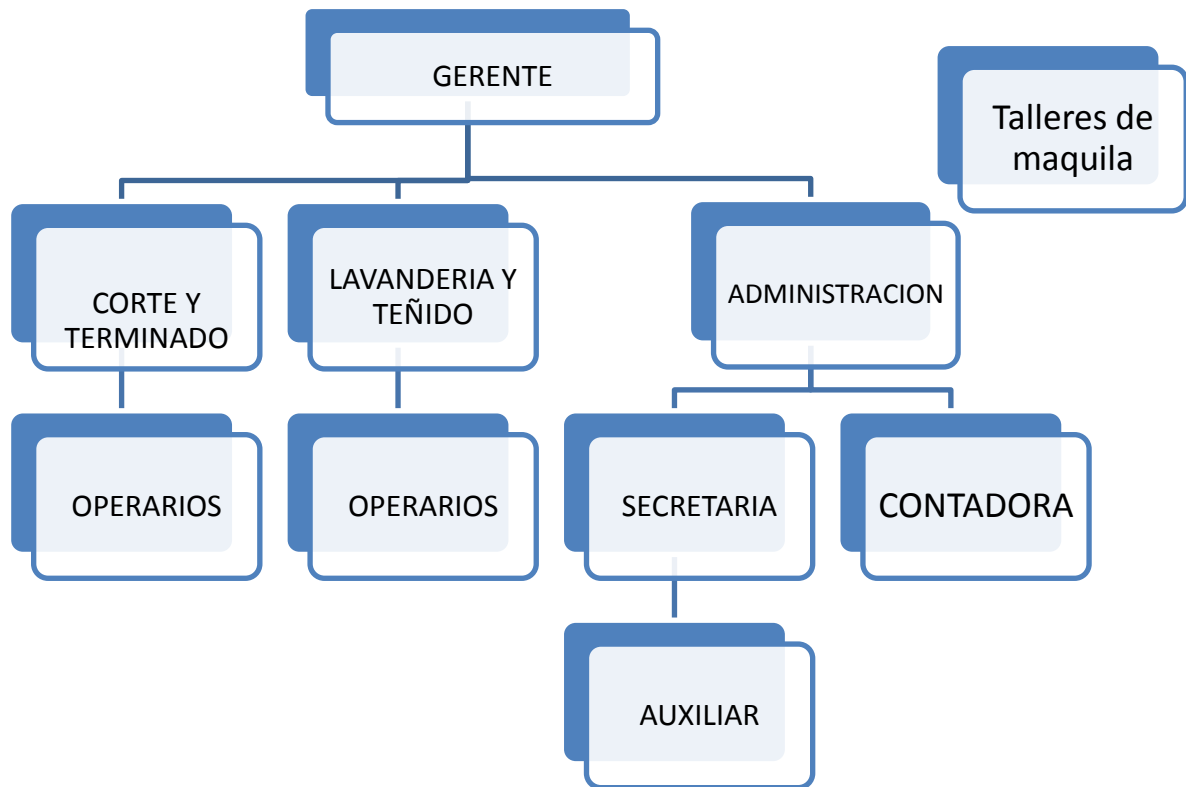 GERENTE
Talleres de
maquila
CORTE Y
TERMINADO
LAVANDERIA Y
TEÑIDO
ADMINISTRACION
OPERARIOS
OPERARIOS
SECRETARIA
CONTADORA
AUXILIAR